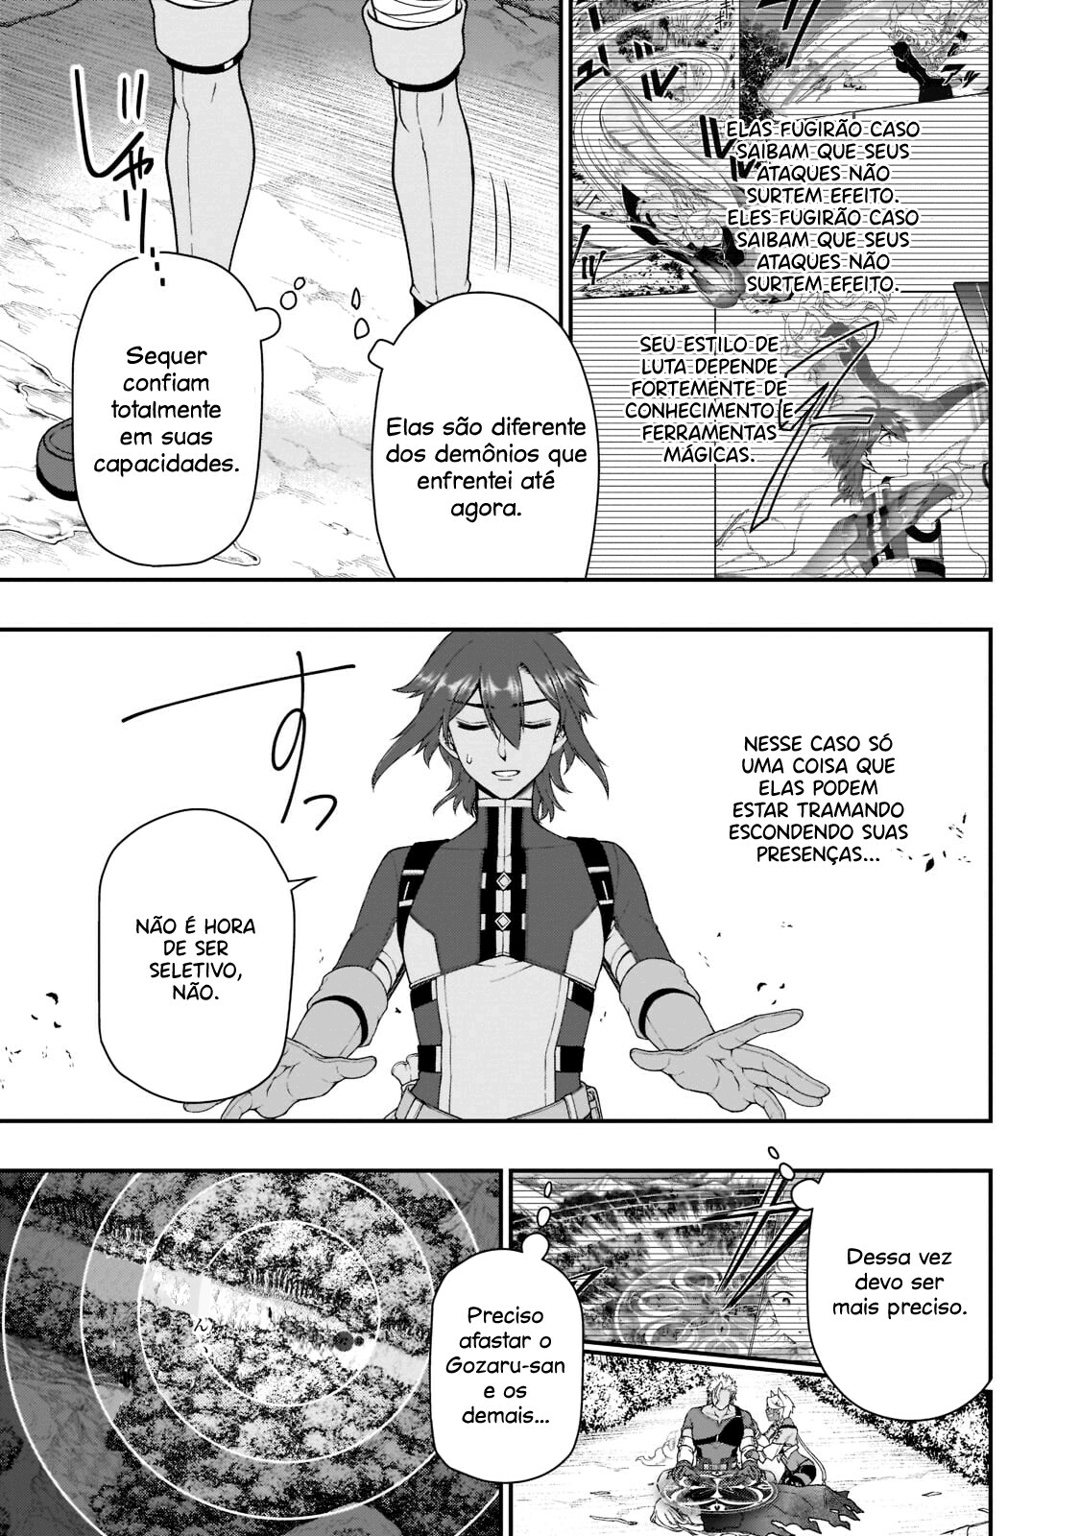 ELAS FUGIRÃO CASO
SAIBAM QUE SEUS
ATAQUES NÃO
SURTEM EFEITO.
ELES FUGIRÃO CASO
SAIBAM QUE SEUS
ATAQUES NÃO
SURTEM EFEITO.
SEU ESTILO DE
LUTA DEPENDE
FORTEMENTE DE
CONHECIMENTO E
FERRAMENTAS
MÁGICAS.
Elas são diferente
dos demônios que
enfrentei até
agora.
Sequer
confiam
totalmente
em suas
capacidades.
NESSE CASO SÓ
UMA COISA QUE
ELAS PODEM
ESTAR TRAMANDO
ESCONDENDO SUAS
PRESENÇAS...
すっ
NÃO É HORA
DE SER
SELETIVO,
NÃO.
Dessa vez
devo ser
mais preciso.
Preciso
afastar o
Gozaru-san
e os
demais...
ん